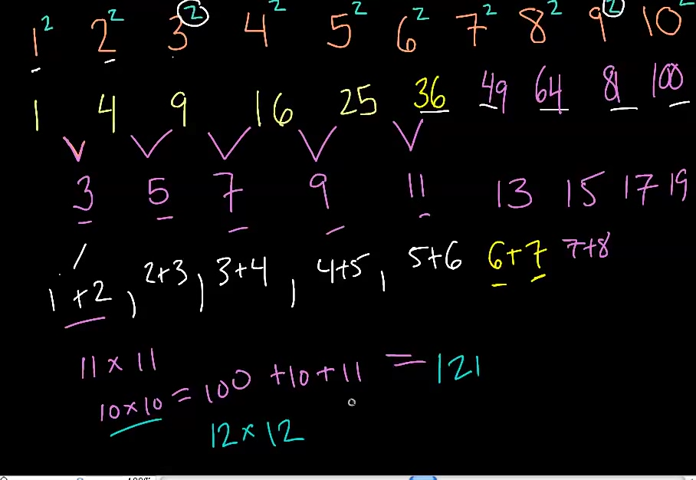 1² 2² 3² 4² 5² 6² 7² 8² 9² 10²
1 4 9 16 25 36 49 64 81 100
3 5 7 9 11 13 15 17 19
1+2, 2+3, 3+4, 4+5, 5+6 6+7 7+8
11 × 11
10×10 = 100 +10+11 = 121
12×12